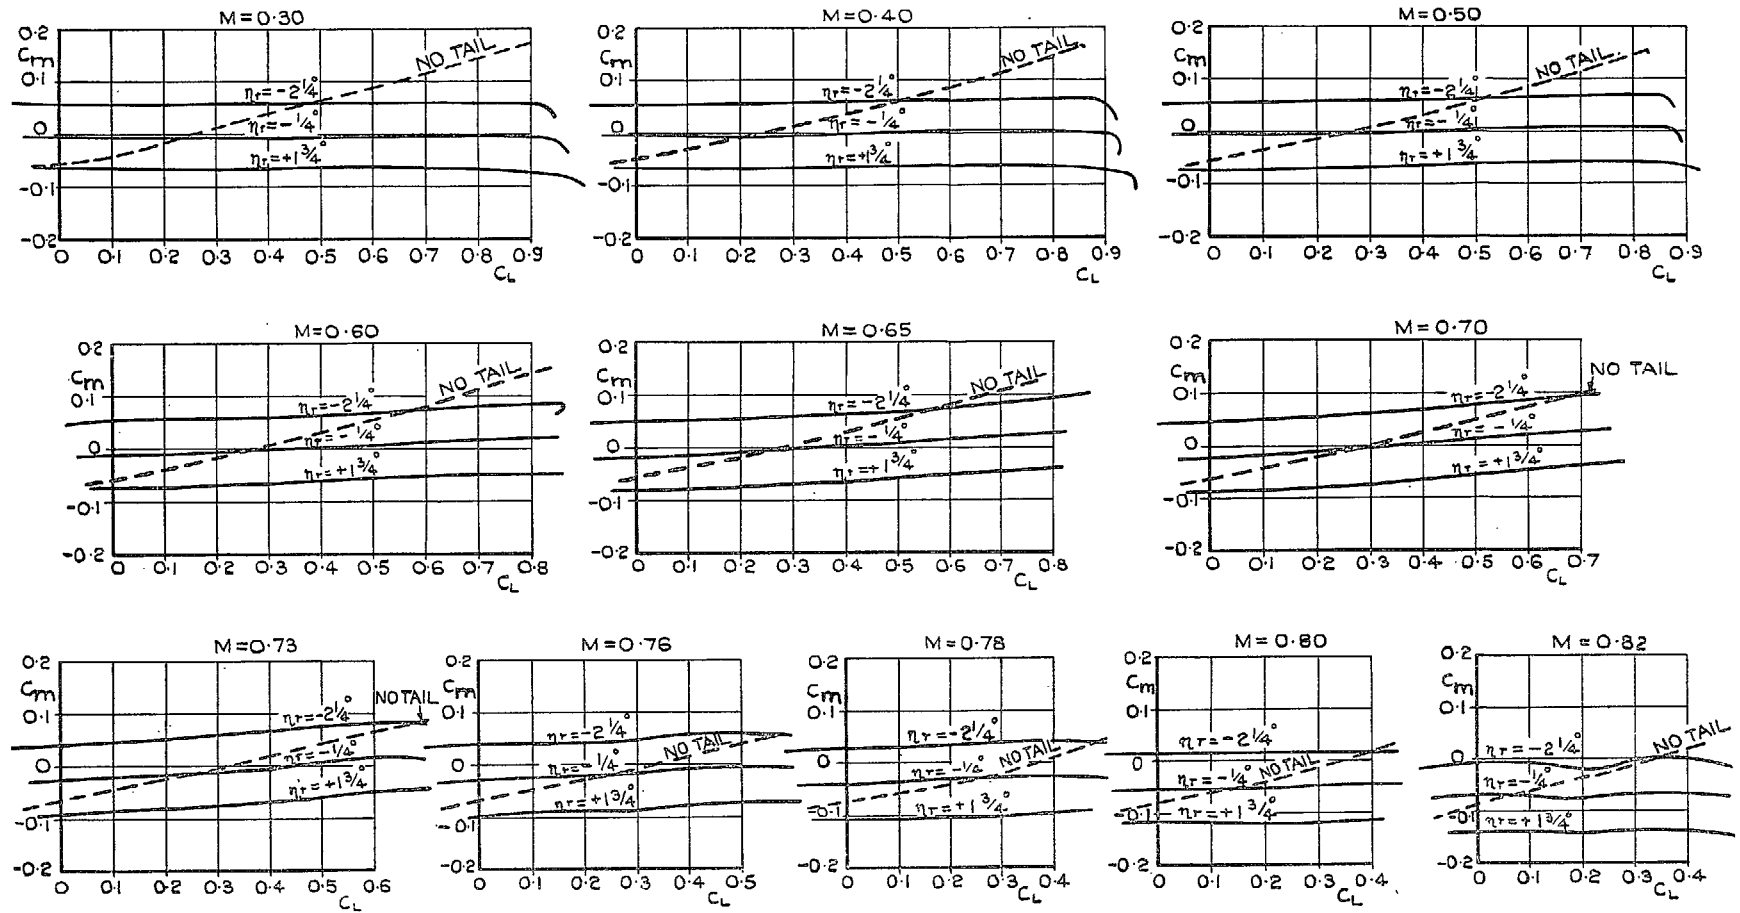 M=0·30
0·2
Cm
0·1
0
-0·1
-0·2
NO TAIL
ηr=-2¼°
ηr=-¼°
ηr=+1¾°
0 0·1 0·2 0·3 0·4 0·5 0·6 0·7 0·8 0·9
CL
M=0·40
0·2
Cm
0·1
0
-0·1
-0·2
NO TAIL
ηr=-2¼°
ηr=-¼°
ηr=+1¾°
0 0·1 0·2 0·3 0·4 0·5 0·6 0·7 0·8 0·9
CL
M=0·50
0·2
Cm
0·1
0
-0·1
-0·2
NO TAIL
ηr=-2¼°
ηr=-¼°
ηr=+1¾°
0 0·1 0·2 0·3 0·4 0·5 0·6 0·7 0·8 0·9
CL
M=0·60
0·2
Cm
0·1
0
-0·1
-0·2
NO TAIL
ηr=-2¼°
ηr=-¼°
ηr=+1¾°
0 0·1 0·2 0·3 0·4 0·5 0·6 0·7 0·8
CL
M=0·65
0·2
Cm
0·1
0
-0·1
-0·2
NO TAIL
ηr=-2¼°
ηr=-¼°
ηr=+1¾°
0 0·1 0·2 0·3 0·4 0·5 0·6 0·7 0·8
CL
M=0·70
0·2
Cm
0·1
0
-0·1
-0·2
NO TAIL
ηr=-2¼°
ηr=-¼°
ηr=+1¾°
0 0·1 0·2 0·3 0·4 0·5 0·6 0·7
CL
M=0·73
0·2
Cm
0·1
0
-0·1
-0·2
NO TAIL
ηr=-2¼°
ηr=-¼°
ηr=+1¾°
0 0·1 0·2 0·3 0·4 0·5 0·6
CL
M=0·76
0·2
Cm
0·1
0
-0·1
-0·2
NO TAIL
ηr=-2¼°
ηr=-¼°
ηr=+1¾°
0 0·1 0·2 0·3 0·4 0·5
CL
M=0·78
0·2
Cm
0·1
0
-0·1
-0·2
NO TAIL
ηr=-2¼°
ηr=-¼°
ηr=+1¾°
0 0·1 0·2 0·3 0·4
CL
M=0·80
0·2
Cm
0·1
0
-0·1
-0·2
NO TAIL
ηr=-2¼°
ηr=-¼°
ηr=+1¾°
0 0·1 0·2 0·3 0·4
CL
M=0·82
0·2
Cm
0·1
0
-0·1
-0·2
NO TAIL
ηr=-2¼°
ηr=-¼°
ηr=+1¾°
0 0·1 0·2 0·3 0·4
CL